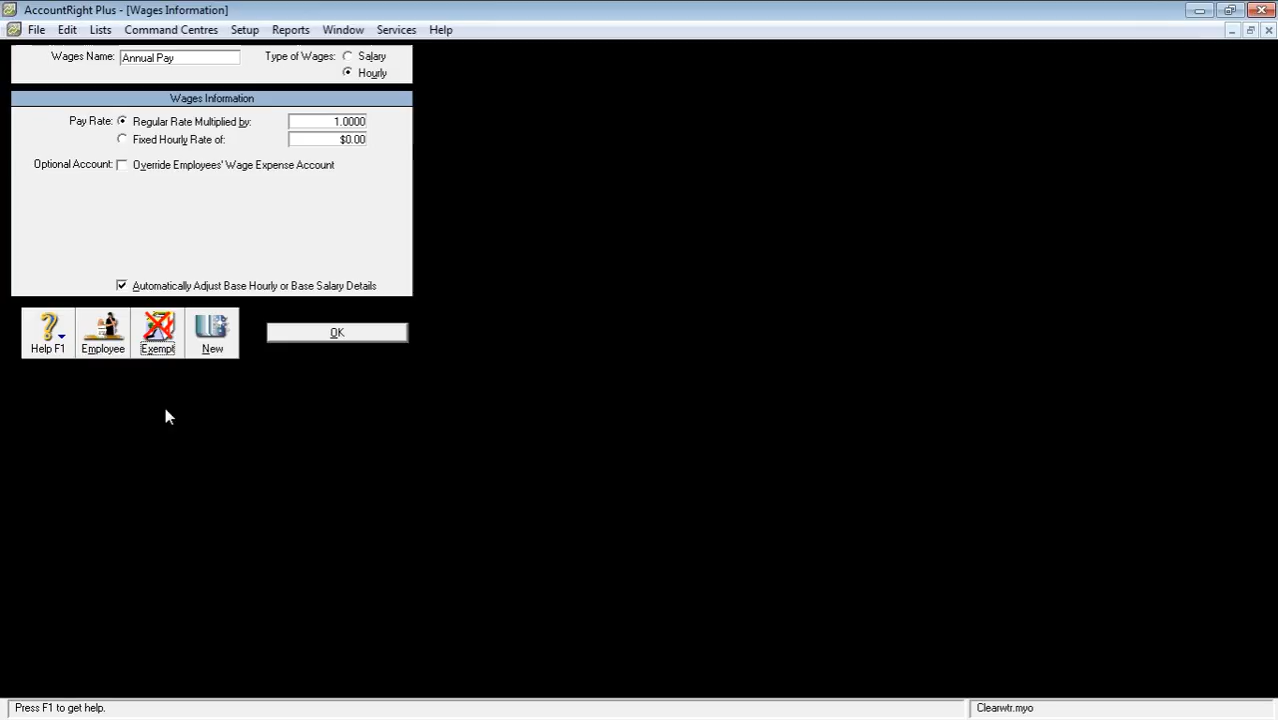 AccountRight Plus - [Wages Information]
File Edit Lists Command Centres Setup Reports Window Services Help
Wages Name: Annual Pay Type of Wages: Salary
Hourly
Wages Information
Pay Rate: Regular Rate Multiplied by: 1.0000
Fixed Hourly Rate of: $0.00
Optional Account: Override Employees' Wage Expense Account
Automatically Adjust Base Hourly or Base Salary Details
Help F1 Employee Exempt New OK
Press F1 to get help. Clearwtr.myo